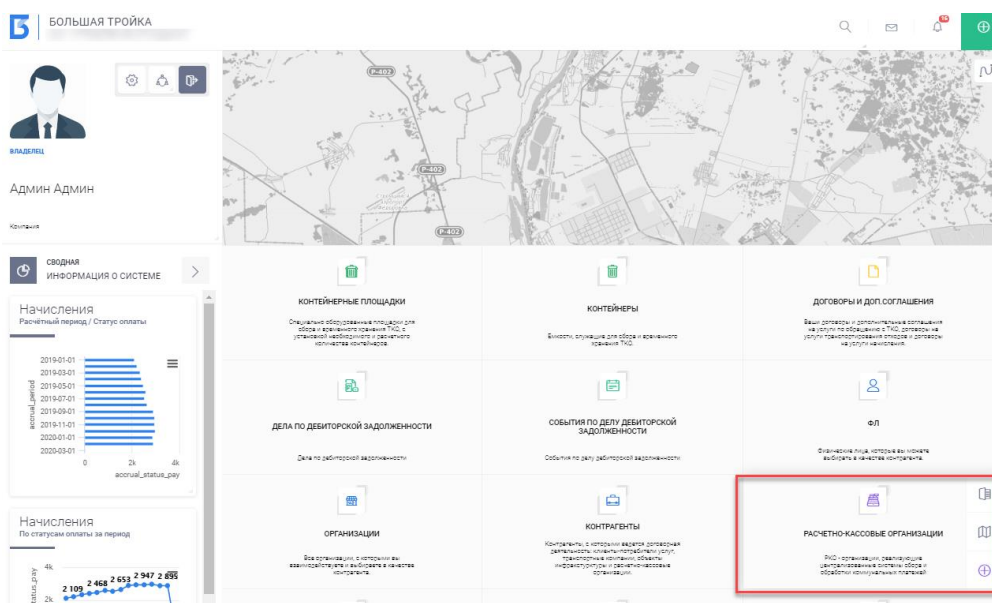 БОЛЬШАЯ ТРОЙКА
16
ВЛАДЕЛЕЦ
Админ Админ
Компания
СВОДНАЯ
ИНФОРМАЦИЯ О СИСТЕМЕ
Начисления
Расчётный период / Статус оплаты
accrual_period
2019-01-01
2019-03-01
2019-05-01
2019-07-01
2019-09-01
2019-11-01
2020-01-01
2020-03-01
0 2k 4k
accrual_status_pay
Начисления
По статусам оплаты за период
4k
2k
2 109 2 468 2 653 2 947 2 895
P-402
P-402
P-402
КОНТЕЙНЕРНЫЕ ПЛОЩАДКИ
Специально оборудованные площадки для
сбора и временного хранения ТКО, с
установкой необходимого и расчетного
количества контейнеров.
КОНТЕЙНЕРЫ
Емкости, служащие для сбора и временного
хранения ТКО.
ДОГОВОРЫ И ДОП.СОГЛАШЕНИЯ
Ваши договоры и дополнительные соглашения
на услуги по обращению с ТКО, договоры на
услуги транспортирования отходов и договоры
на услуги начисления.
ДЕЛА ПО ДЕБИТОРСКОЙ ЗАДОЛЖЕННОСТИ
Дела по дебиторской задолженности
СОБЫТИЯ ПО ДЕЛУ ДЕБИТОРСКОЙ
ЗАДОЛЖЕННОСТИ
События по делу дебиторской задолженности
ФЛ
Физические лица, которые вы можете
выбирать в качестве контрагента.
ОРГАНИЗАЦИИ
Все организации, с которыми вы
взаимодействуете и выбираете в качестве
контрагента.
КОНТРАГЕНТЫ
Контрагенты, с которыми ведется договорная
деятельность: клиенты-потребители услуг,
транспортные компании, объекты
инфраструктуры и расчетно-кассовые
организации.
РАСЧЕТНО-КАССОВЫЕ ОРГАНИЗАЦИИ
РКО - организации, реализующие
централизованные системы сбора и
обработки коммунальных платежей